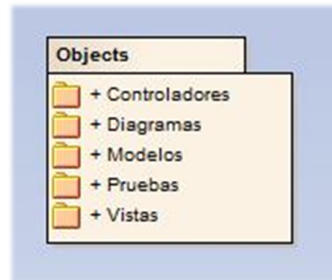 Objects
+ Controladores
+ Diagramas
+ Modelos
+ Pruebas
+ Vistas